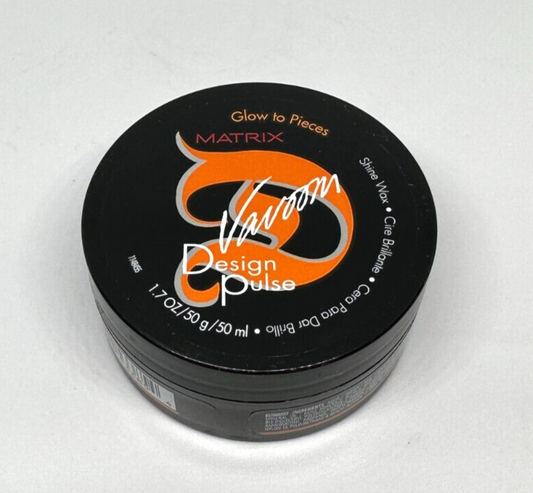 Glow to Pieces
MATRIX
Vavoom
Design
Pulse
1.7 OZ/50 g/50 ml • Shine Wax • Cire Brillante • Cera Para Dar Brillo